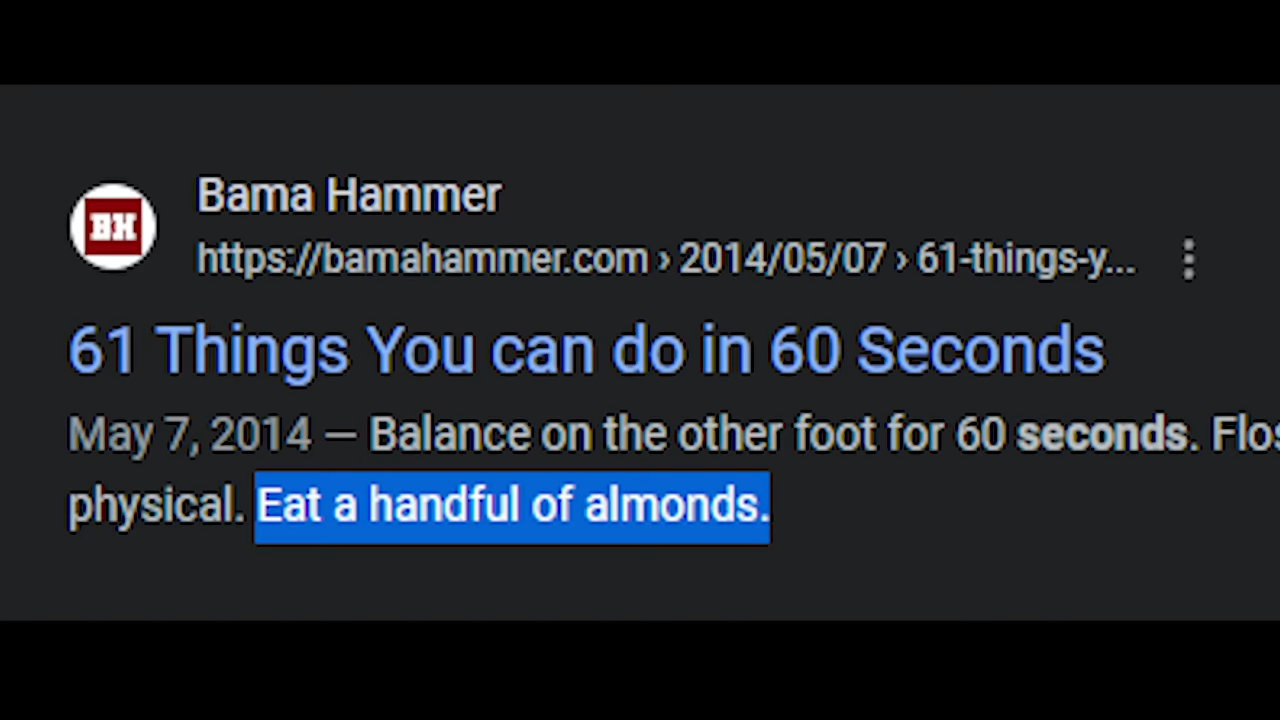 BH
Bama Hammer
https://bamahammer.com › 2014/05/07 › 61-things-y...
61 Things You can do in 60 Seconds
May 7, 2014 — Balance on the other foot for 60 seconds.
physical. Eat a handful of almonds.